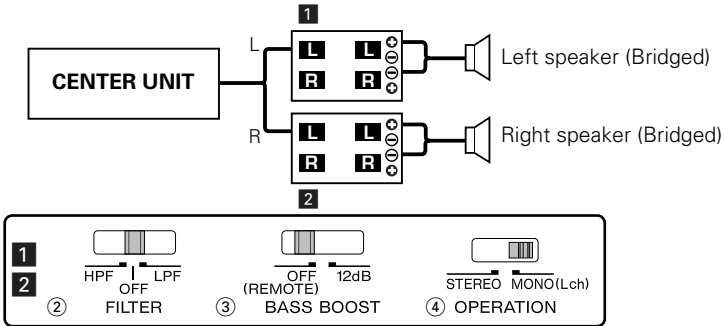 1
L
L L ⊕
⊖
CENTER UNIT
R R ⊖
⊕
Left speaker (Bridged)
R
L L ⊕
⊖
R R ⊖
⊕
Right speaker (Bridged)
2
1
2
HPF LPF
OFF
② FILTER
OFF 12dB
(REMOTE)
③ BASS BOOST
STEREO MONO(Lch)
④ OPERATION